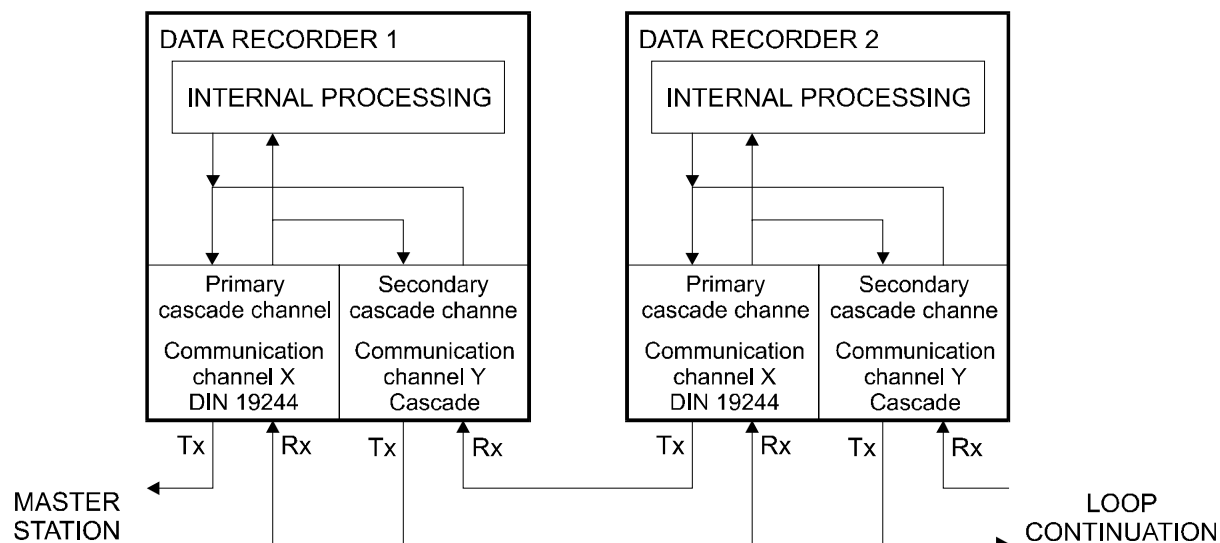 DATA RECORDER 1
INTERNAL PROCESSING
Primary
cascade channel
Communication
channel X
DIN 19244
Secondary
cascade channe
Communication
channel Y
Cascade
Tx
Rx
Tx
Rx
DATA RECORDER 2
INTERNAL PROCESSING
Primary
cascade channe
Communication
channel X
DIN 19244
Secondary
cascade channe
Communication
channel Y
Cascade
Tx
Rx
Tx
Rx
MASTER
STATION
LOOP
CONTINUATION